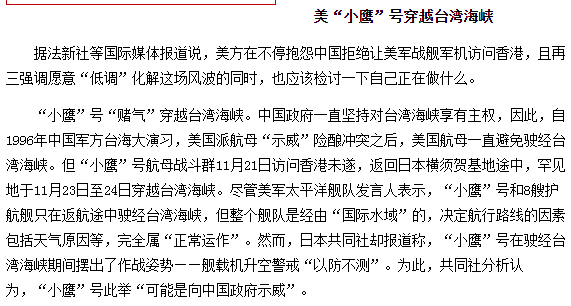 美“小鹰”号穿越台湾海峡
据法新社等国际媒体报道说，美方在不停抱怨中国拒绝让美军战舰军机访问香港，且再
三强调愿意“低调”化解这场风波的同时，也应该检讨一下自己正在做什么。
“小鹰”号“赌气”穿越台湾海峡。中国政府一直坚持对台湾海峡享有主权，因此，自
1996年中国军方台海大演习，美国派航母“示威”险酿冲突之后，美国航母一直避免驶经台
湾海峡。但“小鹰”号航母战斗群11月21日访问香港未遂，返回日本横须贺基地途中，罕见
地于11月23日至24日穿越台湾海峡。尽管美军太平洋舰队发言人表示，“小鹰”号和8艘护
航舰只在返航途中驶经台湾海峡，但整个舰队是经由“国际水域”的，决定航行路线的因素
包括天气原因等，完全属“正常运作”。然而，日本共同社却报道称，“小鹰”号在驶经台
湾海峡期间摆出了作战姿势－－舰载机升空警戒“以防不测”。为此，共同社分析认
为，“小鹰”号此举“可能是向中国政府示威”。